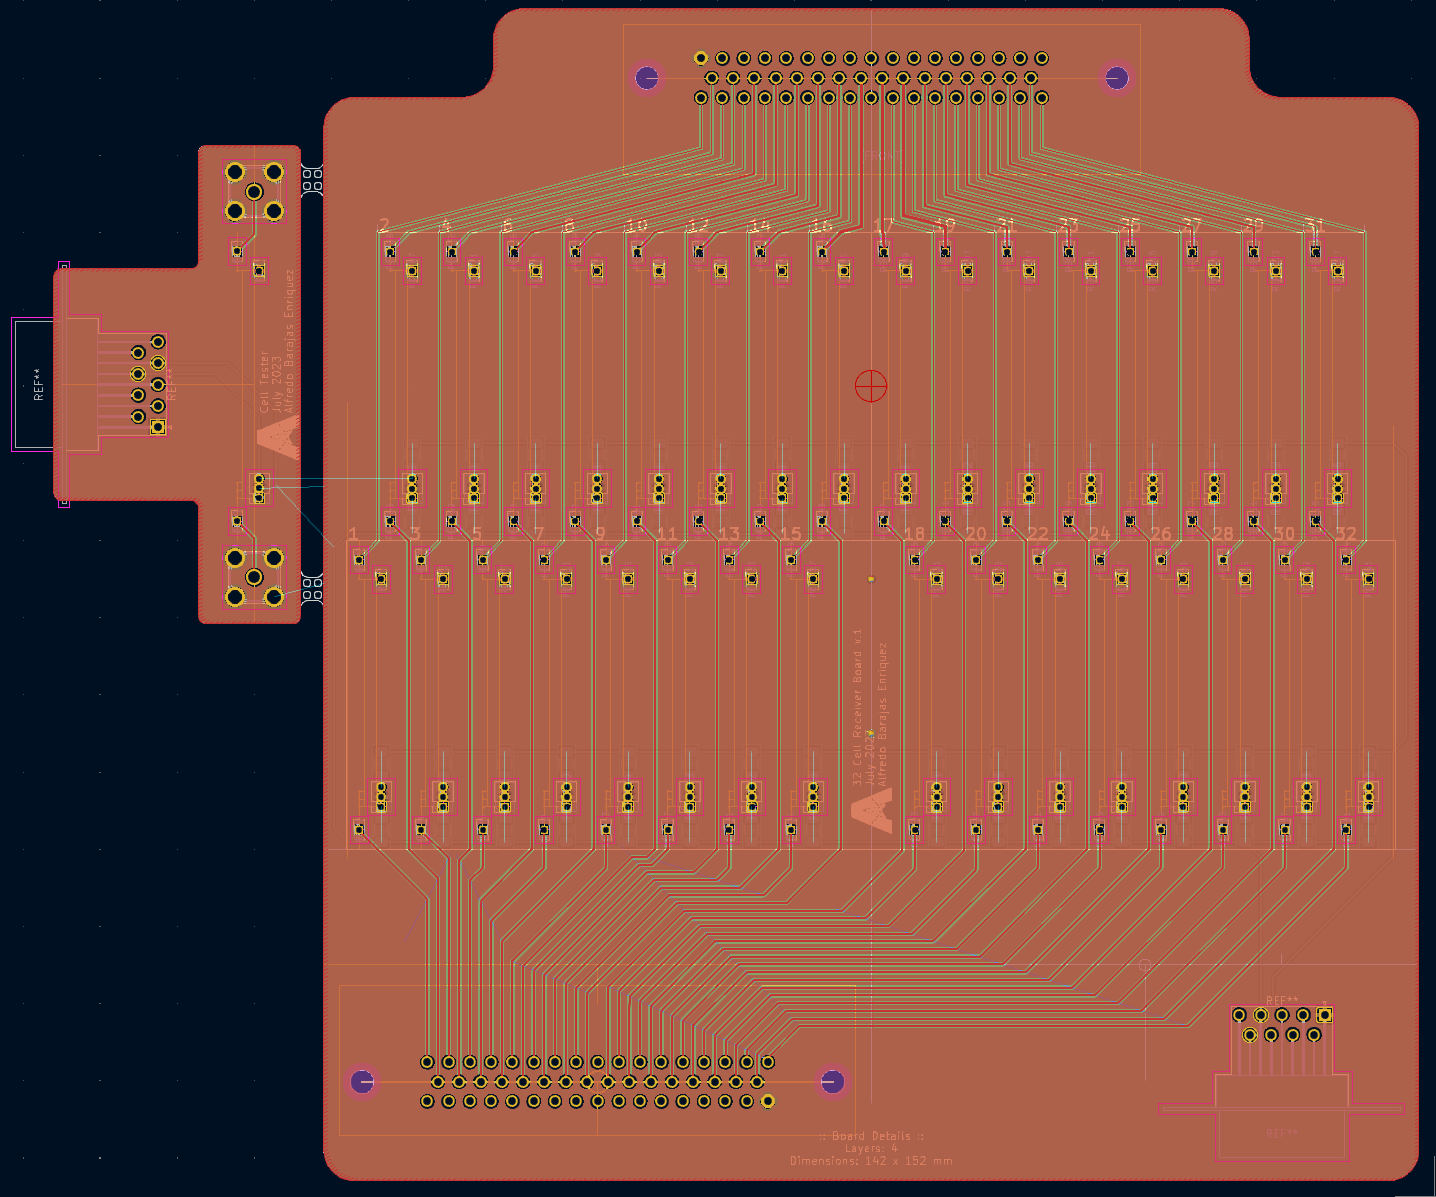 FRONT
2 4 6 8 10 12 14 16 17 19 21 23 25 27 29 31
REF**
REF**
Cell Tester
July 2023
Alfredo Barajas Enriquez
1 3 5 7 9 11 13 15 18 20 22 24 26 28 30 32
32 Cell Receiver Board v.1
July 2023
Alfredo Barajas Enriquez
REF**
REF**
:: Board Details ::
Layers: 4
Dimensions: 142 x 152 mm